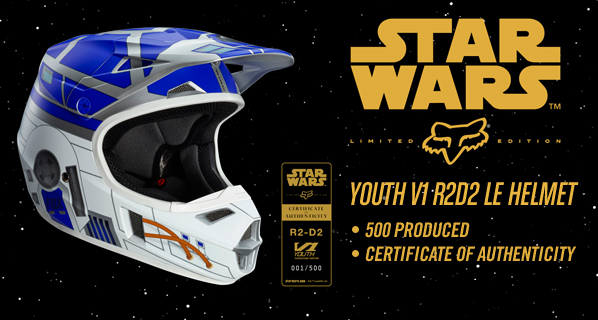 STAR
WARS
TM
LIMITED EDITION
YOUTH V1 R2D2 LE HELMET
• 500 PRODUCED
• CERTIFICATE OF AUTHENTICITY
STAR
WARS
CERTIFICATE
OF
AUTHENTICITY
R2-D2
V1
YOUTH
001/500